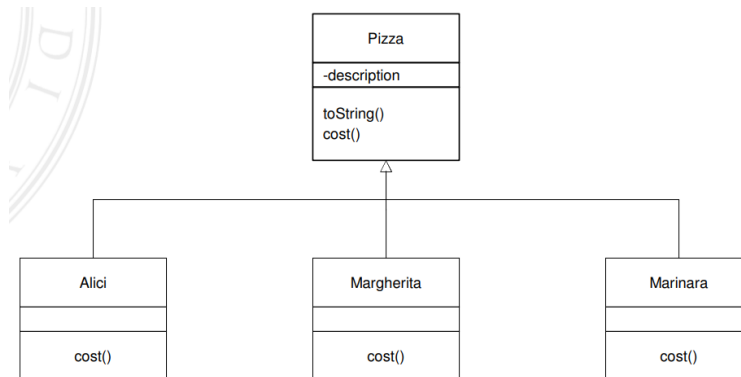 Pizza
-description
toString()
cost()
Alici
Margherita
Marinara
cost()
cost()
cost()